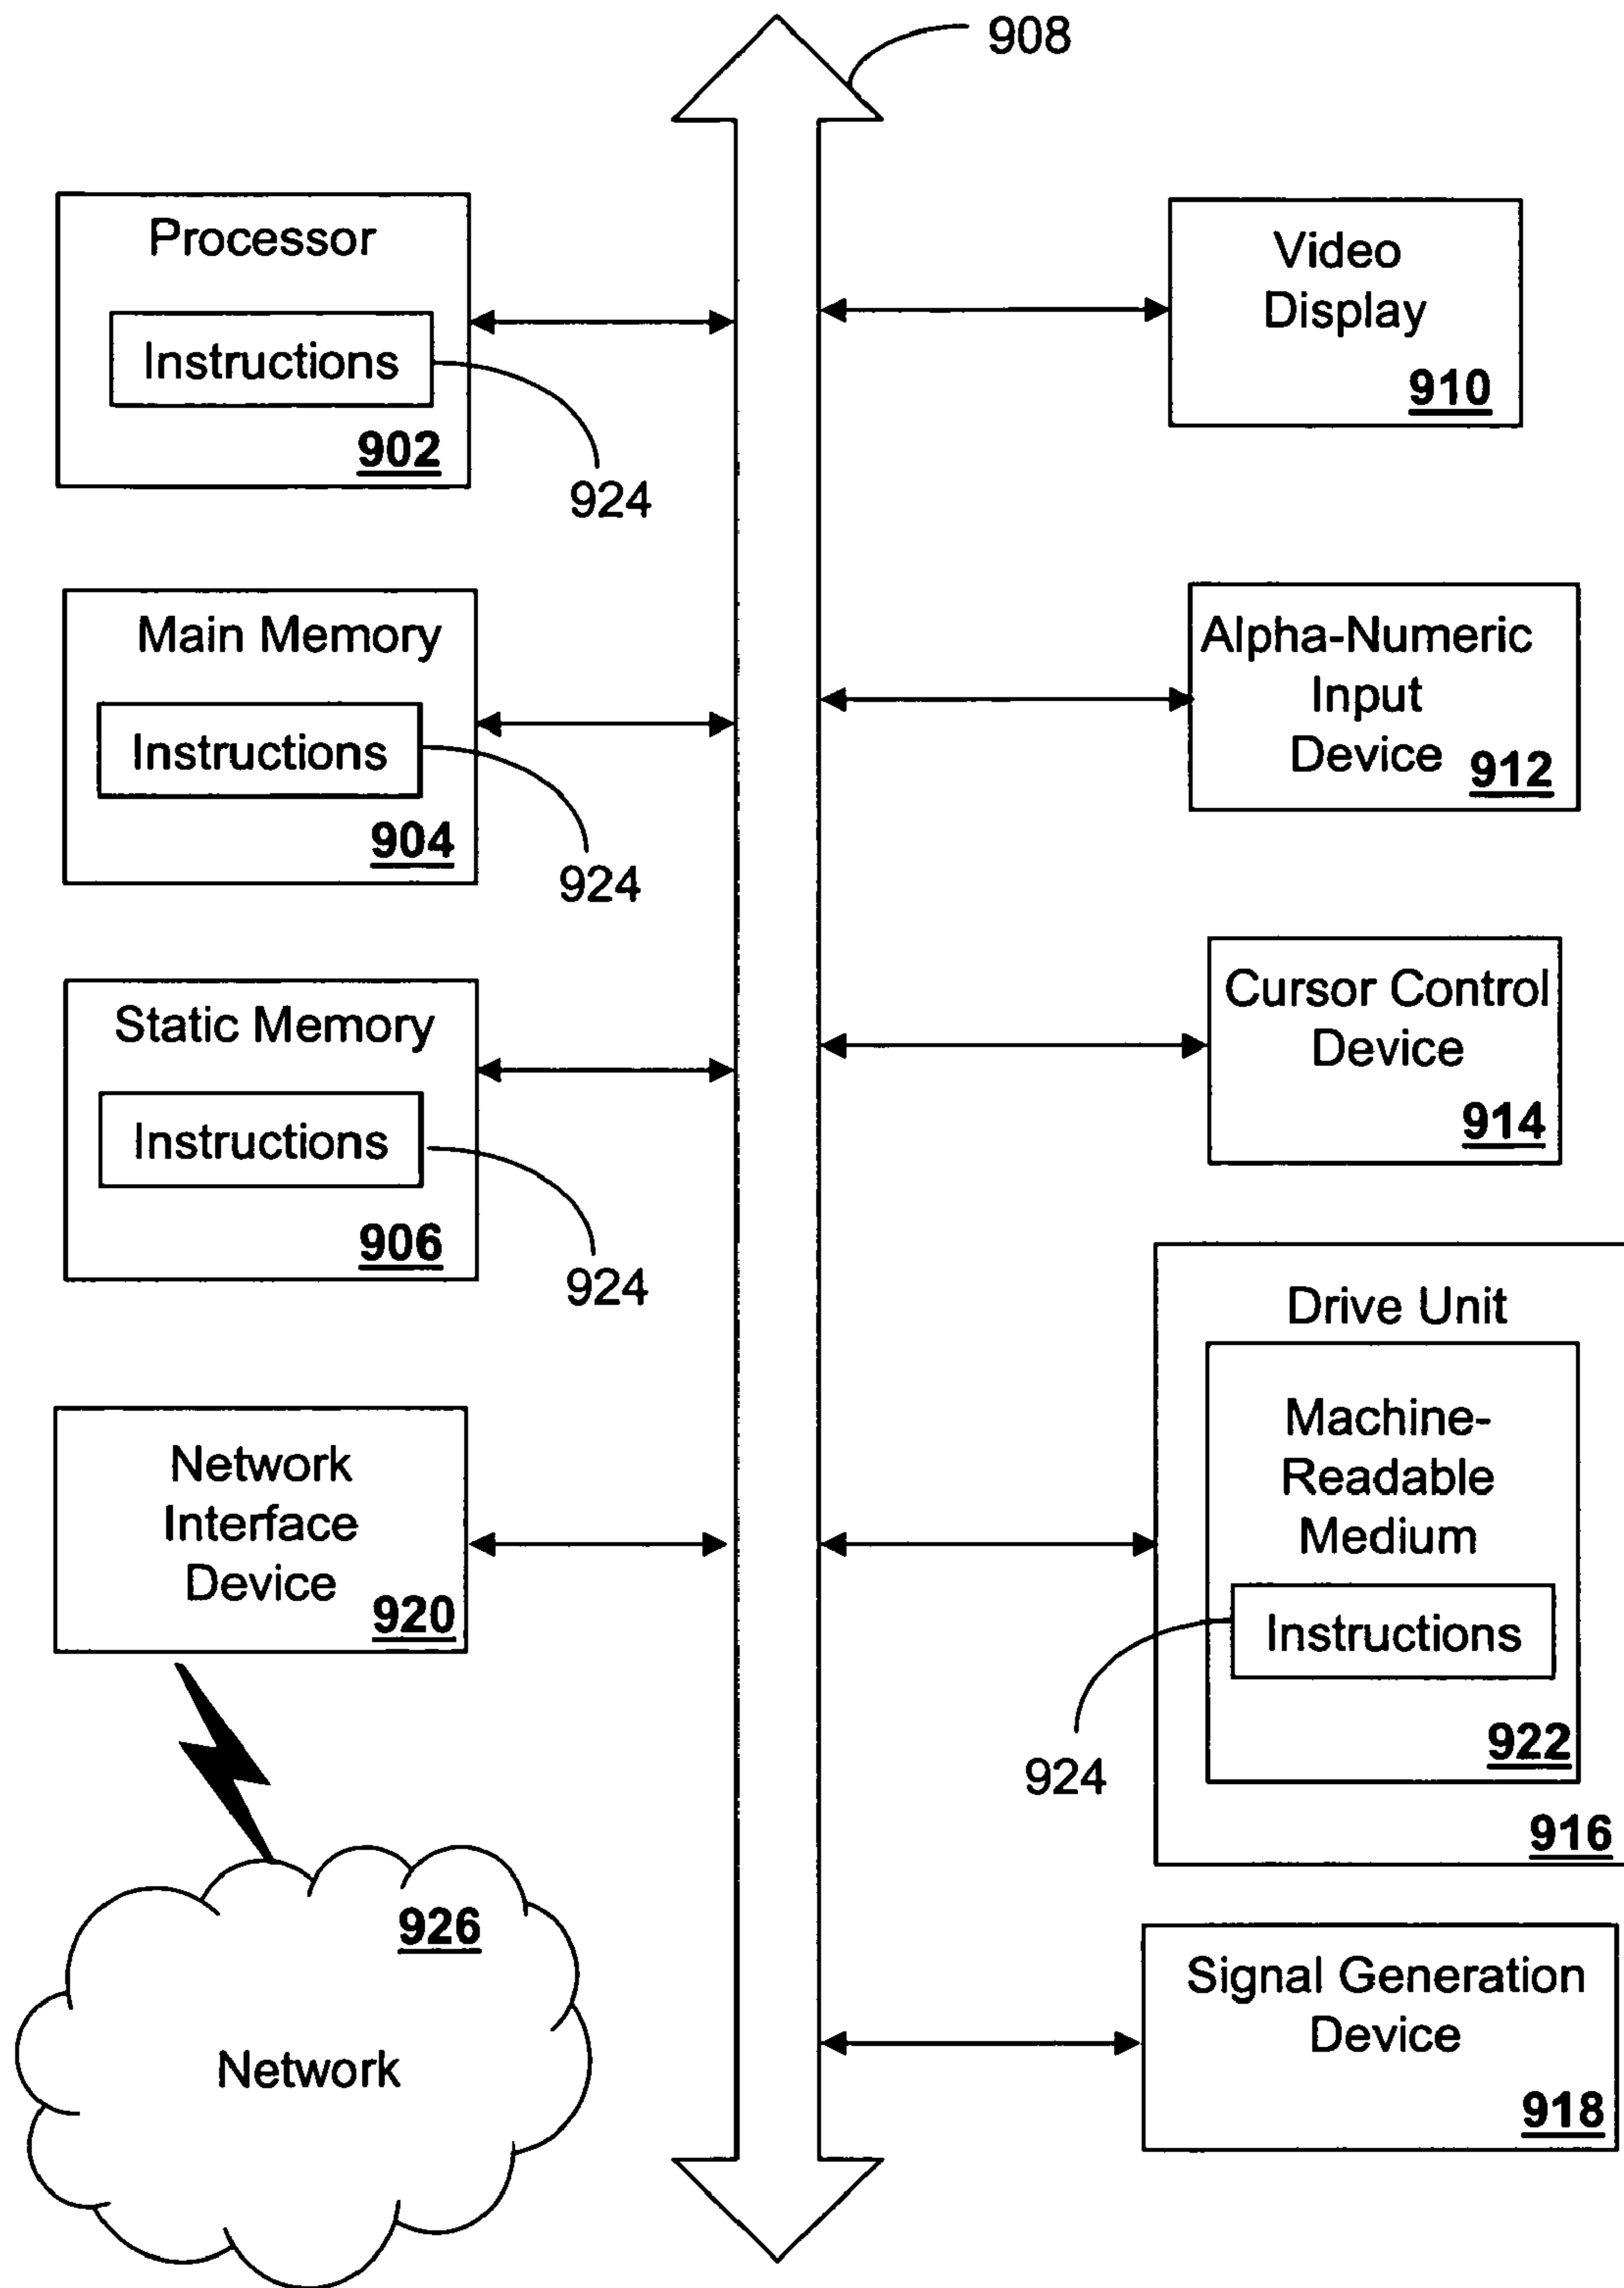 908
Processor
Instructions
902
924
Main Memory
Instructions
904
924
Static Memory
Instructions
906
924
Network
Interface
Device
920
926
Network
Video
Display
910
Alpha-Numeric
Input
Device
912
Cursor Control
Device
914
Drive Unit
Machine-
Readable
Medium
Instructions
924
922
916
Signal Generation
Device
918